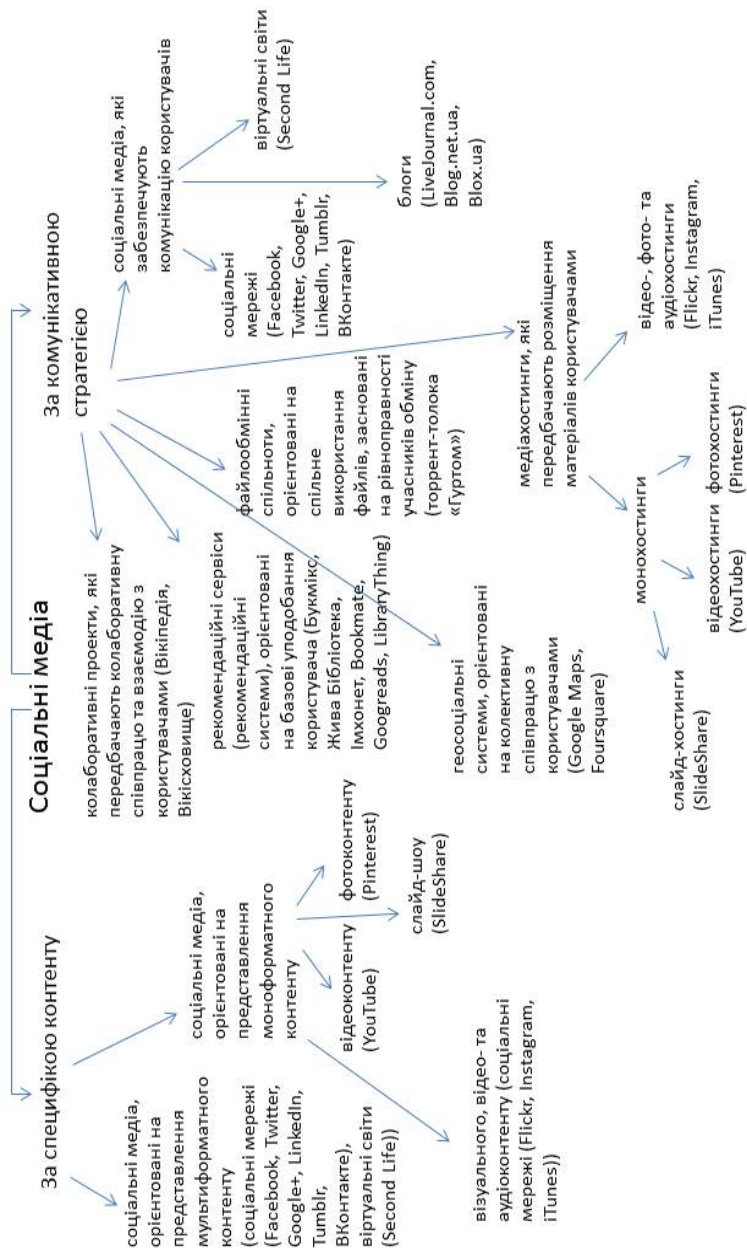 Соціальні медіа
За специфікою контенту
соціальні медіа,
орієнтовані на
представлення
мультиформатного
контенту
(соціальні мережі
(Facebook, Twitter,
Google+, LinkedIn,
Tumblr,
ВКонтакте),
віртуальні світи
(Second Life))
соціальні медіа,
орієнтовані на
представлення
моноформатного
контенту
відеоконтенту
(YouTube)
фотоконтенту
(Pinterest)
слайд-шоу
(SlideShare)
візуального, відео- та
аудіоконтенту (соціальні
мережі (Flickr, Instagram,
iTunes))
За комунікативною
стратегією
колаборативні проекти, які
передбачають колаборативну
співпрацю та взаємодію з
користувачами (Вікіпедія,
Вікісховище)
рекомендаційні сервіси
(рекомендаційні
системи), орієнтовані
на базові уподобання
користувача (Букмікс,
Жива Бібліотека,
Імхонет, Bookmate,
Googreads, LibraryThing)
геосоціальні
системи, орієнтовані
на колективну
співпрацю з
користувачами
(Google Maps,
Foursquare)
файлообмінні
спільноти,
орієнтовані на
спільне
використання
файлів, засновані
на рівноправності
учасників обміну
(торрент-толока
«Гуртом»)
соціальні медіа, які
забезпечують
комунікацію користувачів
соціальні
мережі
(Facebook,
Twitter, Google+,
LinkedIn, Tumblr,
ВКонтакте)
віртуальні світи
(Second Life)
блоги
(LiveJournal.com,
Blog.net.ua,
Blox.ua)
медіахостинги, які
передбачають розміщення
матеріалів користувачами
монохостинги
слайд-хостинги
(SlideShare)
відеохостинги
(YouTube)
фотохостинги
(Pinterest)
відео-, фото- та
аудіохостинги
(Flickr, Instagram,
iTunes)